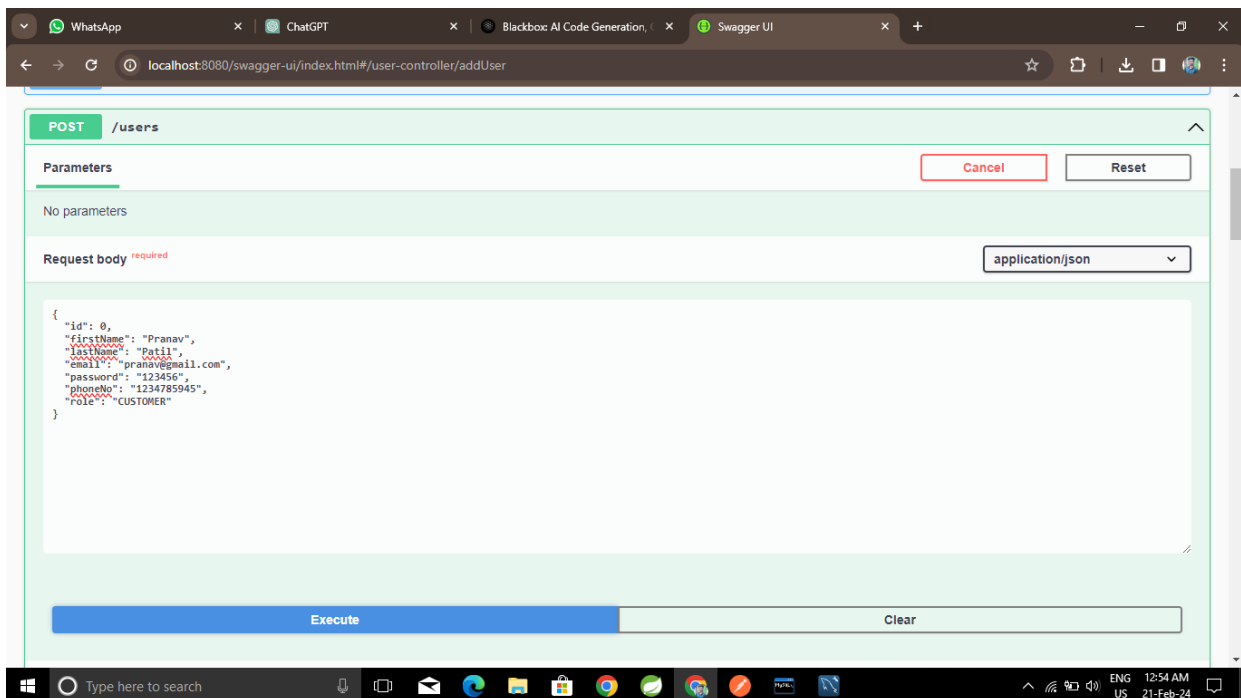 WhatsApp
ChatGPT
Blackbox: AI Code Generation,
Swagger UI
localhost:8080/swagger-ui/index.html#/user-controller/addUser
POST /users
Parameters
Cancel
Reset
No parameters
Request body required
application/json
{
"id": 0,
"firstName": "Pranav",
"lastName": "Patil",
"email": "pranav@gmail.com",
"password": "123456",
"phoneNo": "1234785945",
"role": "CUSTOMER"
}
Execute
Clear
Type here to search
ENG 12:54 AM
US 21-Feb-24